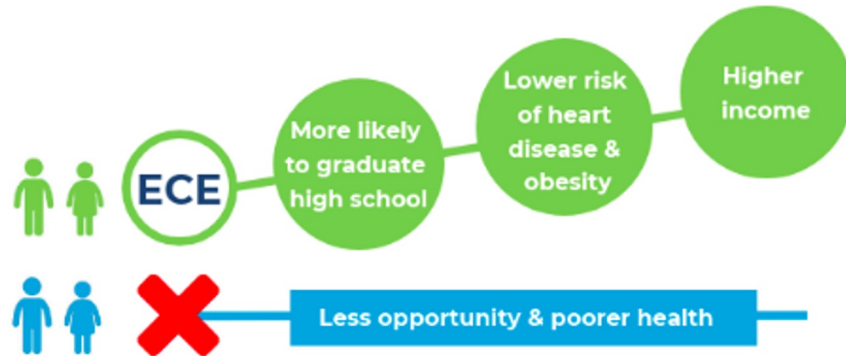 ECE
More likely
to graduate
high school
Lower risk
of heart
disease &
obesity
Higher
income
Less opportunity & poorer health